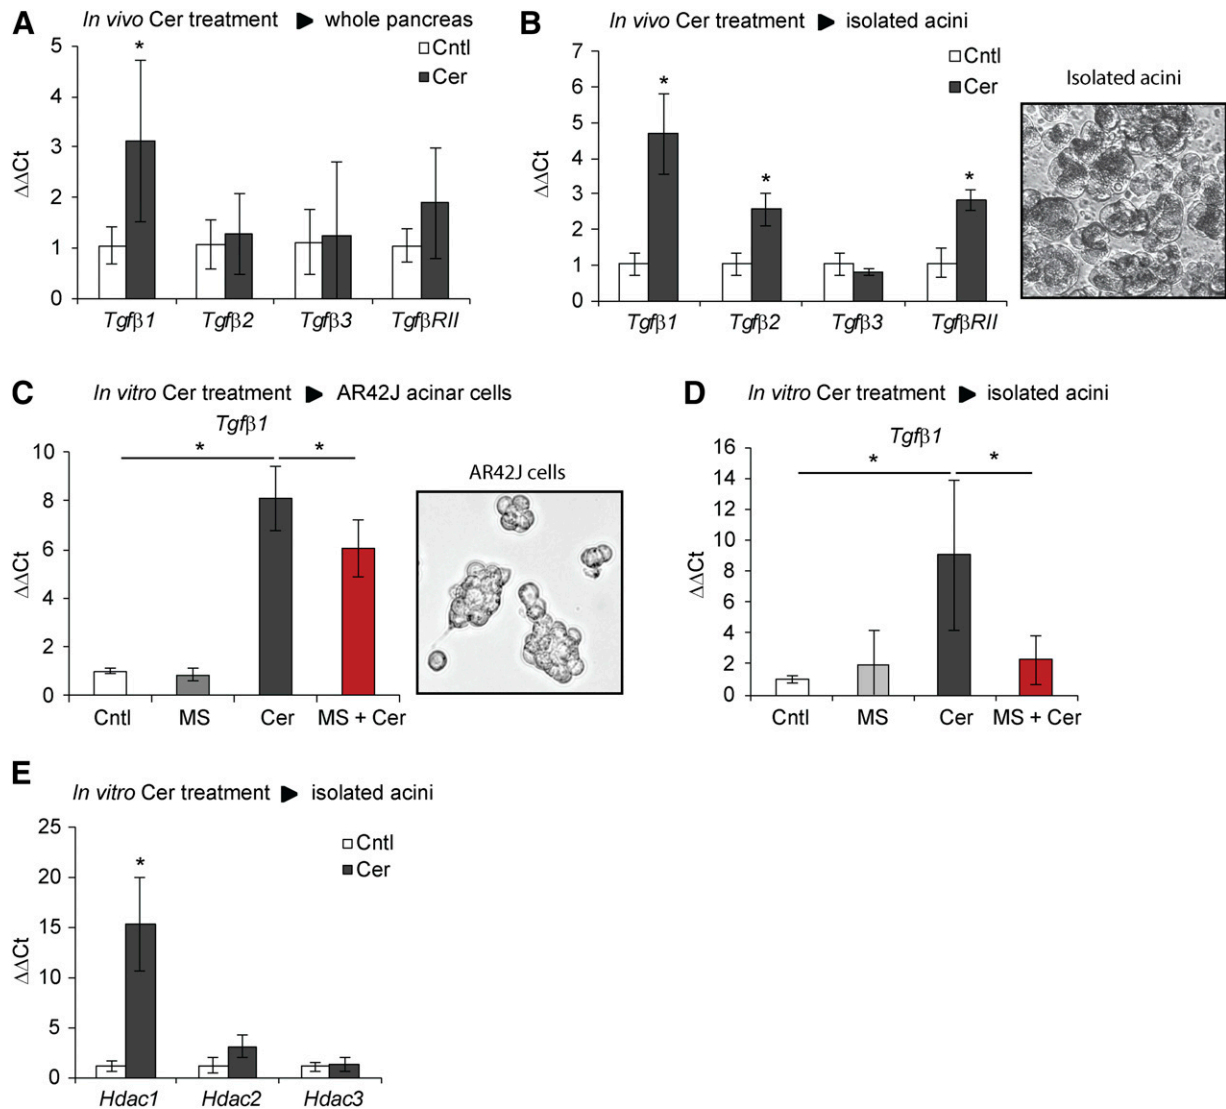 A
In vivo Cer treatment ► whole pancreas
Cntl
Cer
ΔΔCt
5
4
3
2
1
0
*
Tgfβ1 Tgfβ2 Tgfβ3 TgfβRII
B
In vivo Cer treatment ► isolated acini
Cntl
Cer
ΔΔCt
7
6
5
4
2
1
0
* * *
Tgfβ1 Tgfβ2 Tgfβ3 TgfβRII
Isolated acini
C
In vitro Cer treatment ► AR42J acinar cells
Tgfβ1
* *
ΔΔCt
10
8
6
4
2
0
Cntl MS Cer MS + Cer
AR42J cells
D
In vitro Cer treatment ► isolated acini
Tgfβ1
* *
ΔΔCt
16
14
12
10
8
6
4
2
0
Cntl MS Cer MS + Cer
E
In vitro Cer treatment ► isolated acini
Cntl
Cer
ΔΔCt
25
20
15
10
5
0
*
Hdac1 Hdac2 Hdac3